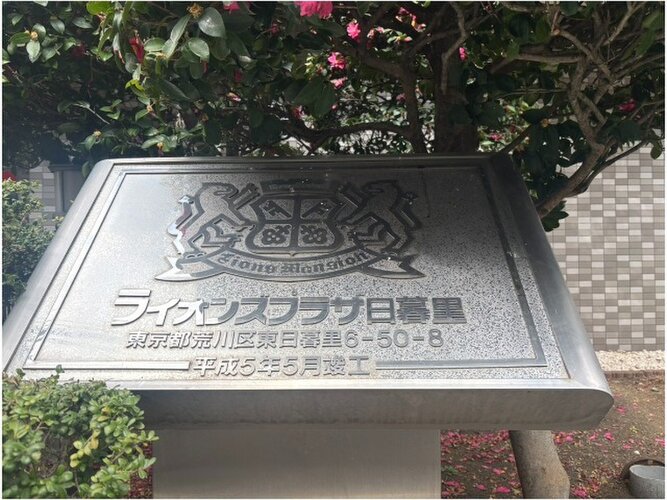 Lions Mansion
ライオンズプラザ日暮里
東京都荒川区東日暮里6-50-8
平成5年5月竣工